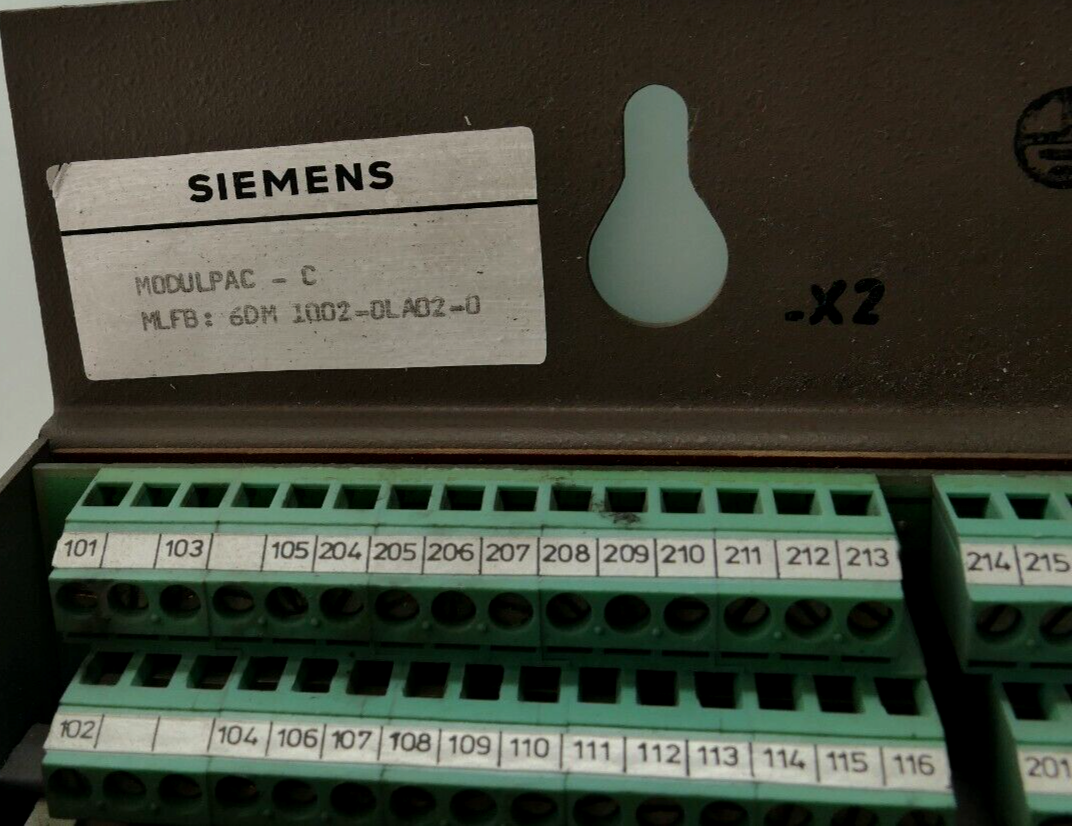 SIEMENS
MODULPAC - C
MLFB: 6DM 1002-0LA02-0
-X2
101 103 105 204 205 206 207 208 209 210 211 212 213 214 215
102 104 106 107 108 109 110 111 112 113 114 115 116 201